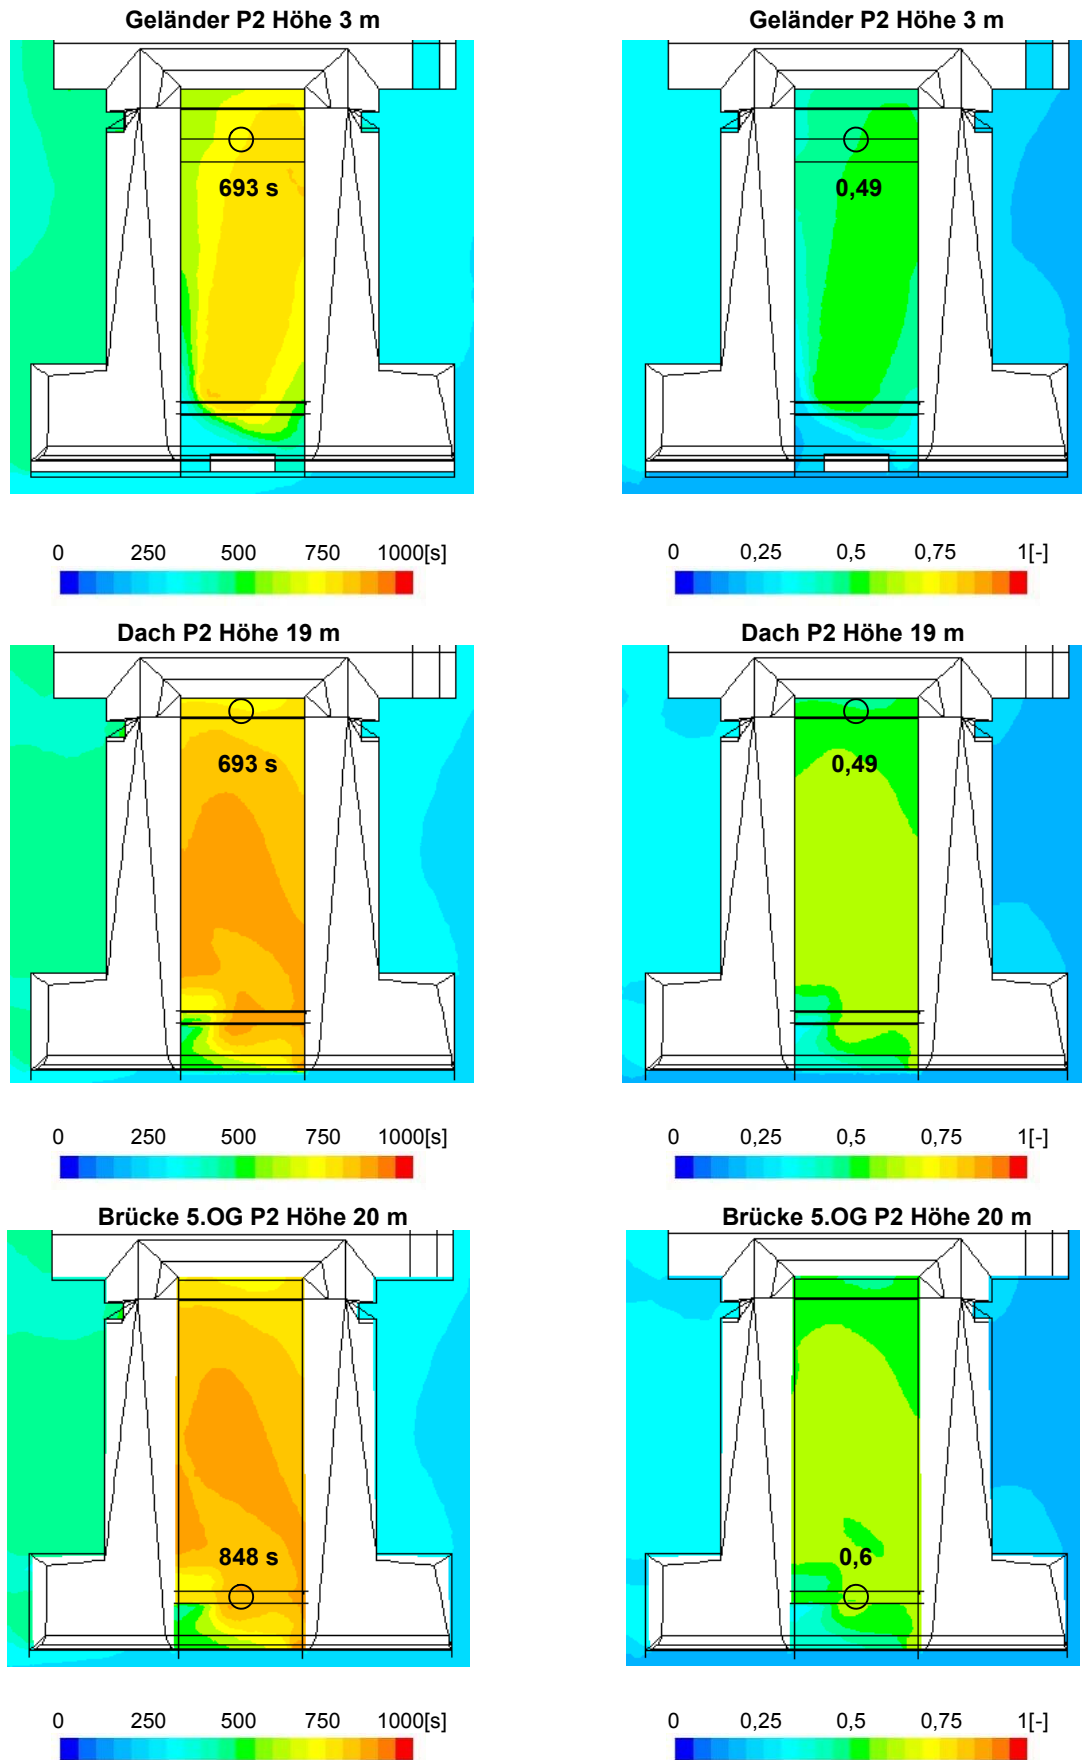 Geländer P2 Höhe 3 m
Geländer P2 Höhe 3 m
693 s
0,49
0 250 500 750 1000[s]
0 0,25 0,5 0,75 1[-]
Dach P2 Höhe 19 m
Dach P2 Höhe 19 m
693 s
0,49
0 250 500 750 1000[s]
0 0,25 0,5 0,75 1[-]
Brücke 5.OG P2 Höhe 20 m
Brücke 5.OG P2 Höhe 20 m
848 s
0,6
0 250 500 750 1000[s]
0 0,25 0,5 0,75 1[-]